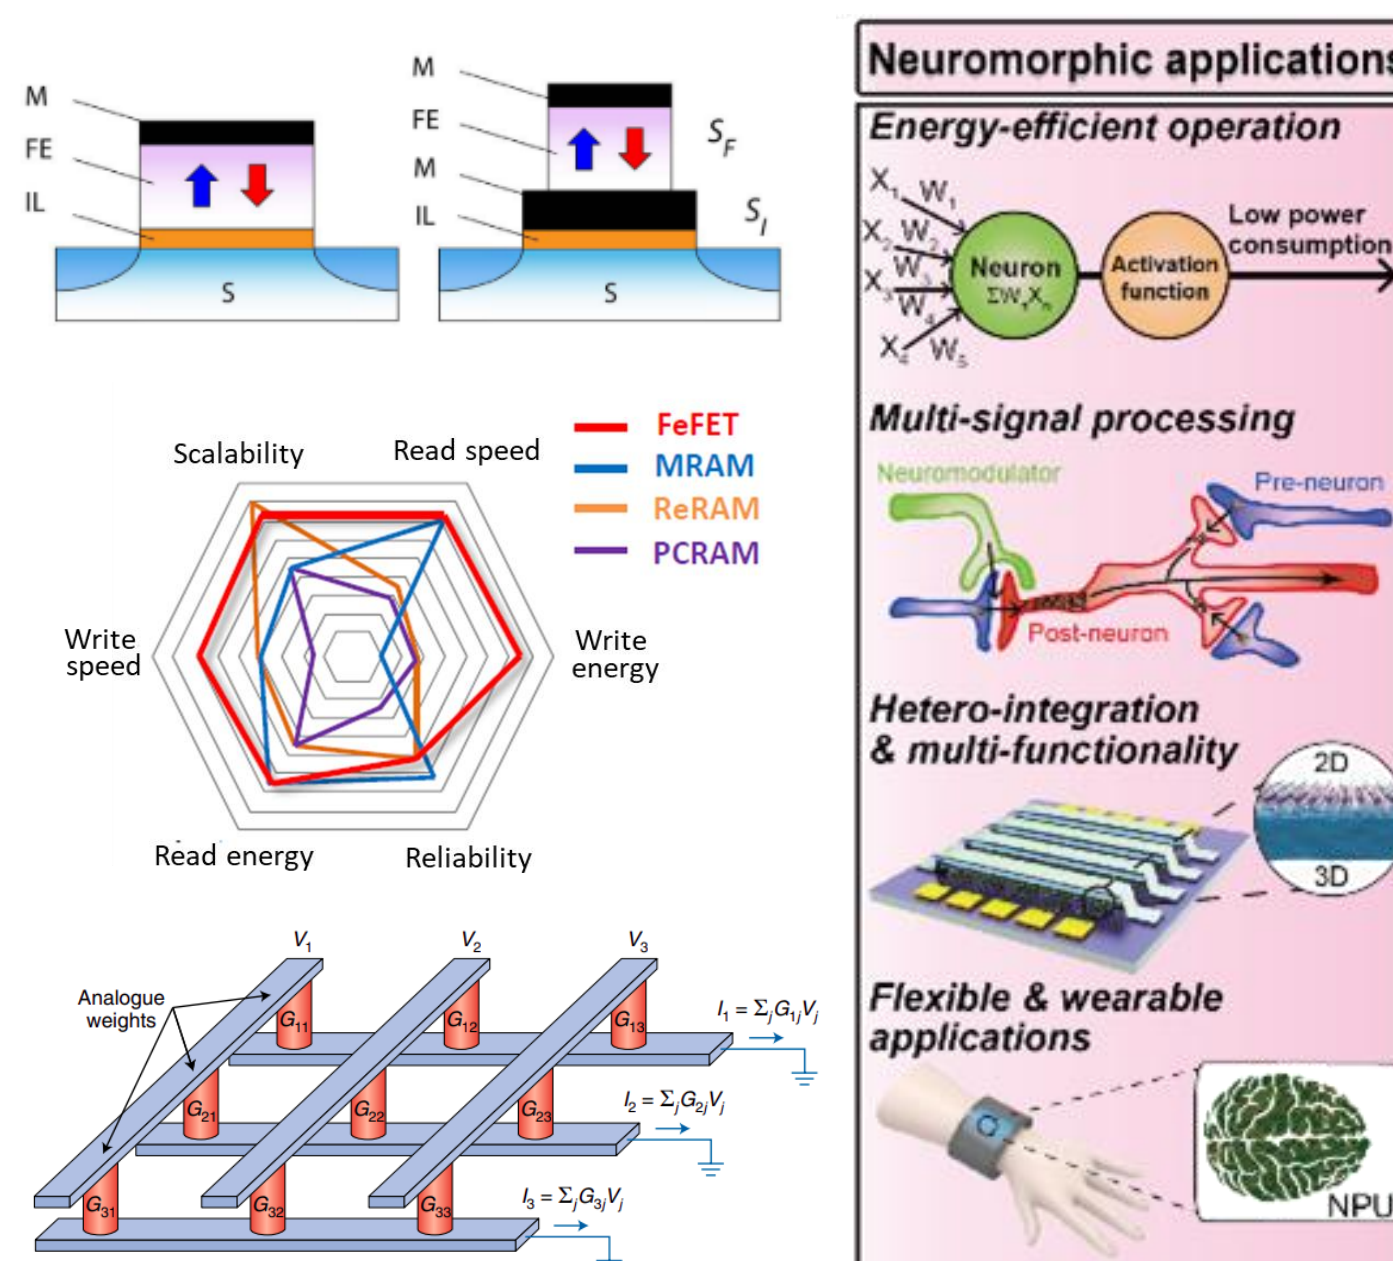 M
FE
IL
S
M
FE
M
IL
S
S_F
S_I
Scalability
Read speed
Write speed
Write energy
Read energy
Reliability
FeFET
MRAM
ReRAM
PCRAM
V1
V2
V3
Analogue
weights
G11
G12
G13
G21
G22
G23
G31
G32
G33
I1 = ΣjG1jVj
I2 = ΣjG2jVj
I3 = ΣjG3jVj
Neuromorphic applications
Energy-efficient operation
X1 W1
X2 W2
X3 W3
W4
X4 W5
Neuron
Activation
function
Low power
consumption
Multi-signal processing
Neuromodulator
Pre-neuron
Post-neuron
Hetero-integration
& multi-functionality
2D
3D
Flexible & wearable
applications
NPU